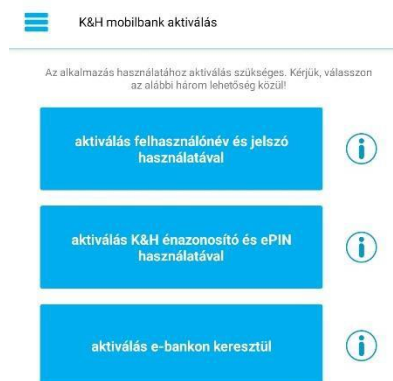 K&H mobilbank aktiválás
Az alkalmazás használatához aktiválás szükséges. Kérjük, válasszon
az alábbi három lehetőség közül!
aktiválás felhasználónév és jelszó
használatával
aktiválás K&H énazonosító és ePIN
használatával
aktiválás e-bankon keresztül